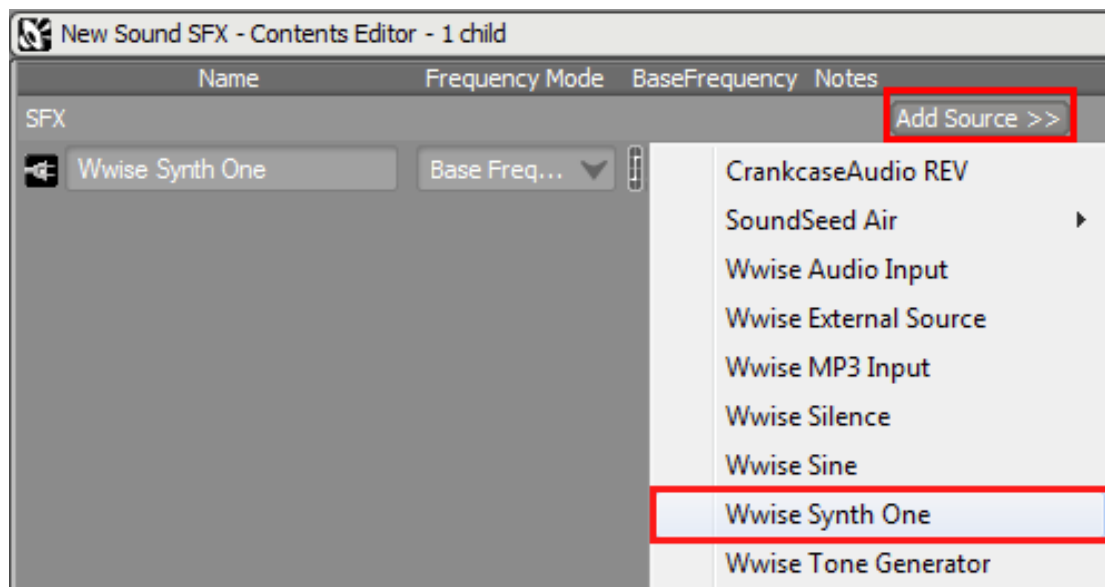 New Sound SFX - Contents Editor - 1 child
Name Frequency Mode BaseFrequency Notes
SFX Add Source >>
Wwise Synth One Base Freq...
CrankcaseAudio REV
SoundSeed Air
Wwise Audio Input
Wwise External Source
Wwise MP3 Input
Wwise Silence
Wwise Sine
Wwise Synth One
Wwise Tone Generator